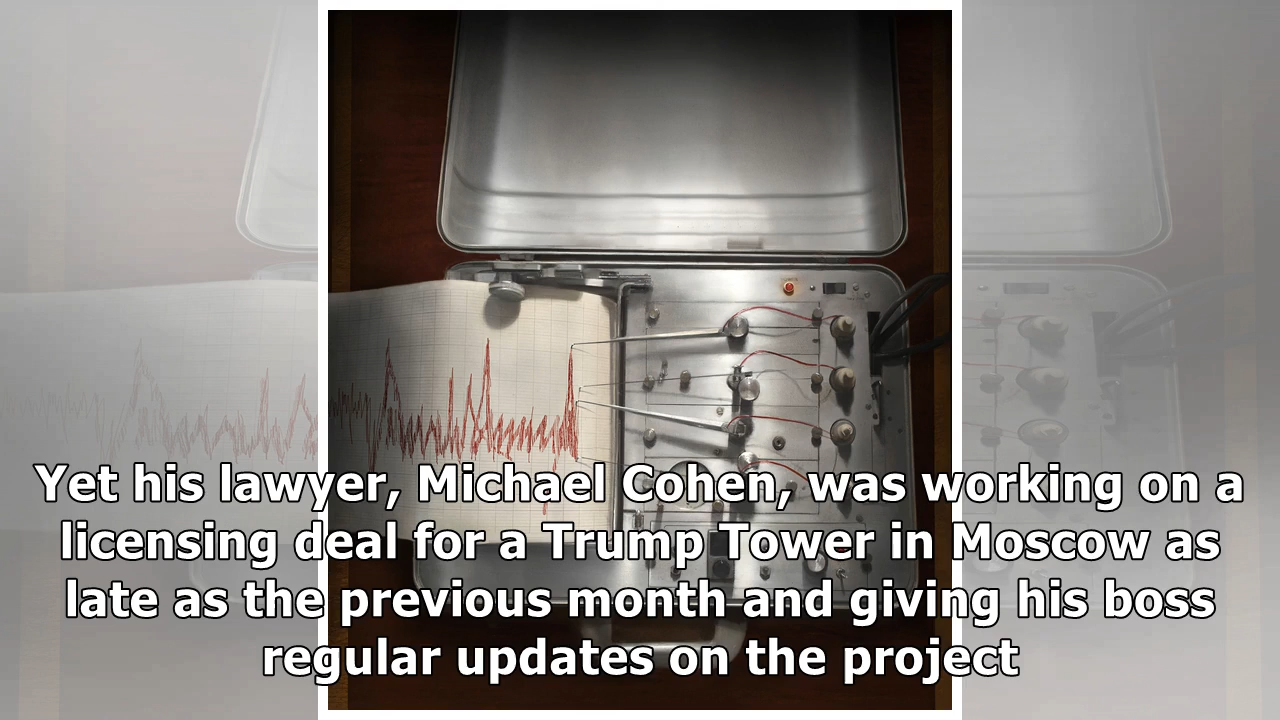 Yet his lawyer, Michael Cohen, was working on a
licensing deal for a Trump Tower in Moscow as
late as the previous month and giving his boss
regular updates on the project